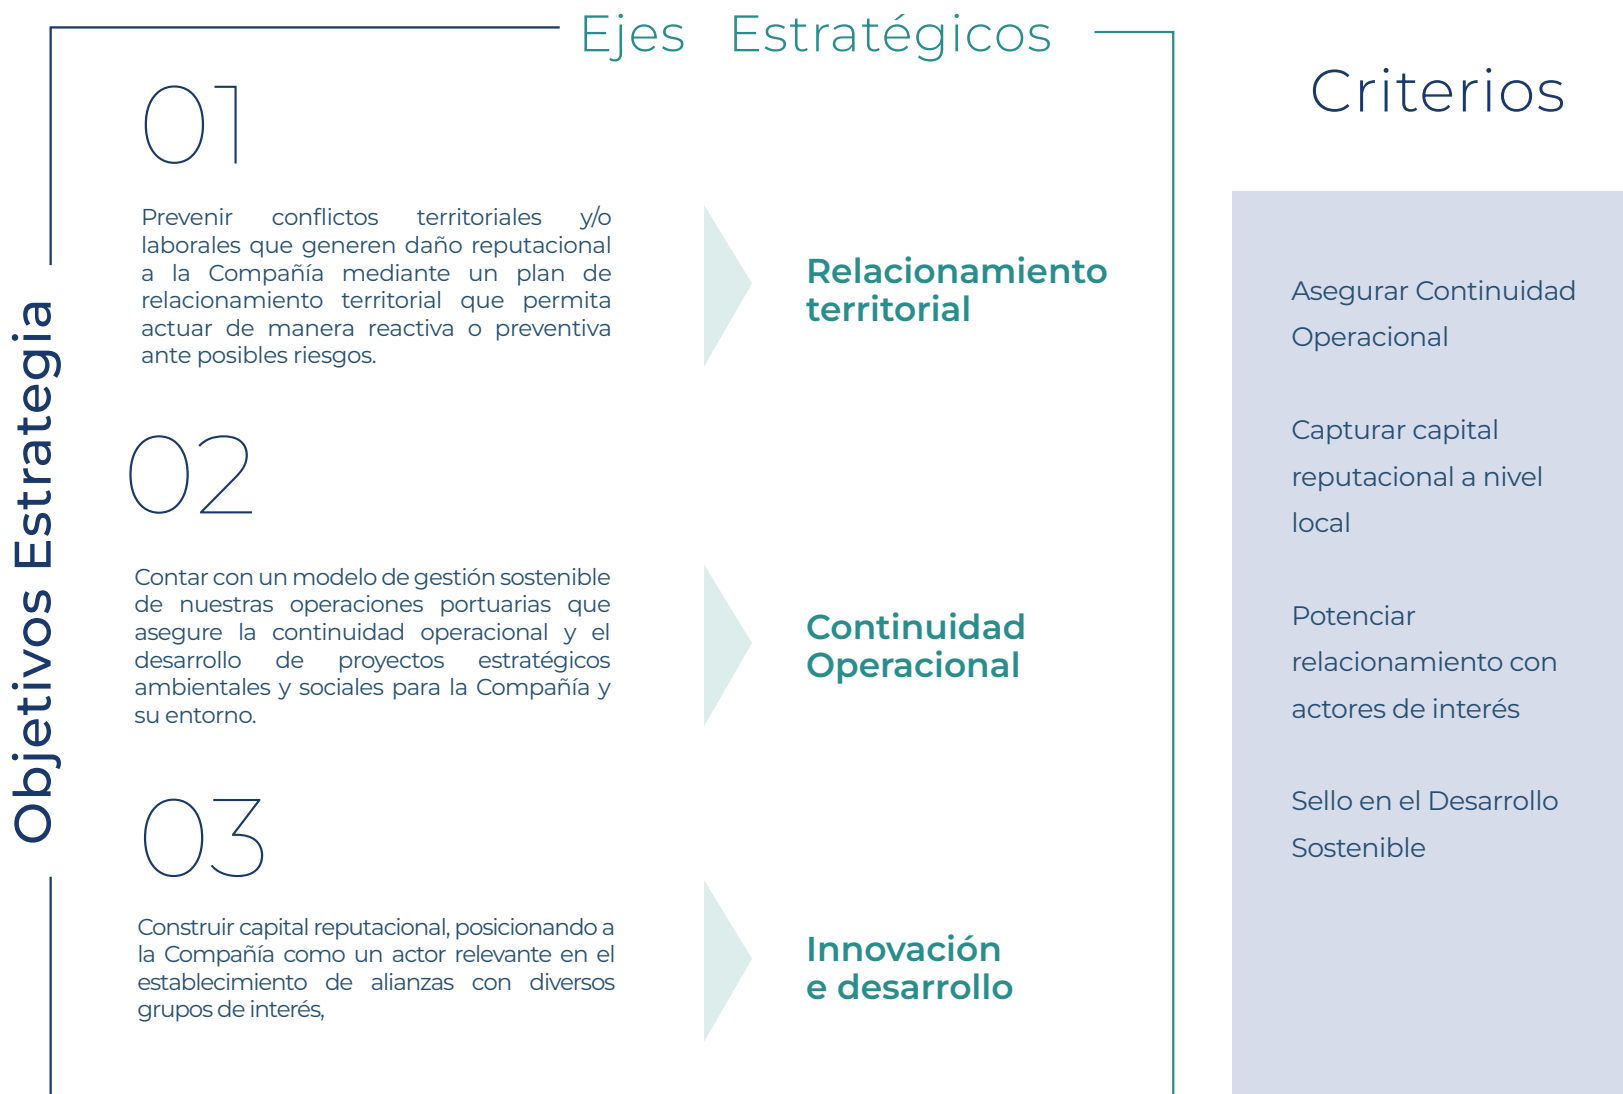 Ejes Estratégicos
Objetivos Estrategia
01
Prevenir conflictos territoriales y/o
laborales que generen daño reputacional
a la Compañía mediante un plan de
relacionamiento territorial que permita
actuar de manera reactiva o preventiva
ante posibles riesgos.
Relacionamiento
territorial
02
Contar con un modelo de gestión sostenible
de nuestras operaciones portuarias que
asegure la continuidad operacional y el
desarrollo de proyectos estratégicos
ambientales y sociales para la Compañía y
su entorno.
Continuidad
Operacional
03
Construir capital reputacional, posicionando a
la Compañía como un actor relevante en el
establecimiento de alianzas con diversos
grupos de interés,
Innovación
e desarrollo
Criterios
Asegurar Continuidad
Operacional
Capturar capital
reputacional a nivel
local
Potenciar
relacionamiento con
actores de interés
Sello en el Desarrollo
Sostenible